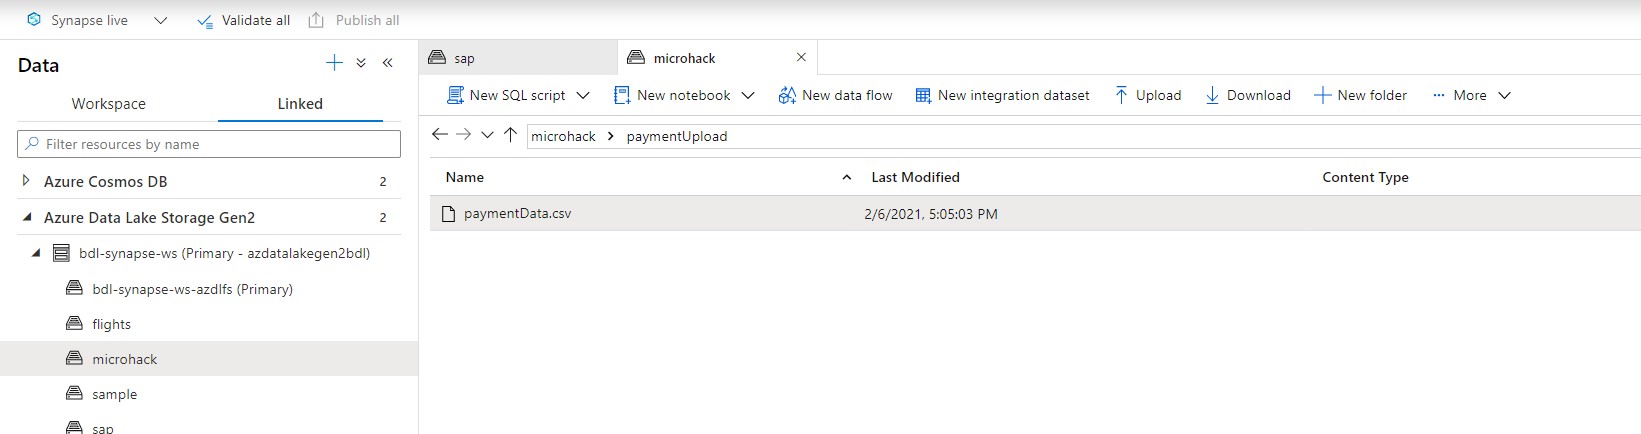 Synapse live Validate all Publish all
Data
Workspace Linked
Filter resources by name
Azure Cosmos DB 2
Azure Data Lake Storage Gen2 2
bdl-synapse-ws (Primary - azdatalakegen2bdl)
bdl-synapse-ws-azdlfs (Primary)
flights
microhack
sample
sap
sap microhack
New SQL script New notebook New data flow New integration dataset Upload Download New folder More
microhack paymentUpload
Name Last Modified Content Type
paymentData.csv 2/6/2021, 5:05:03 PM